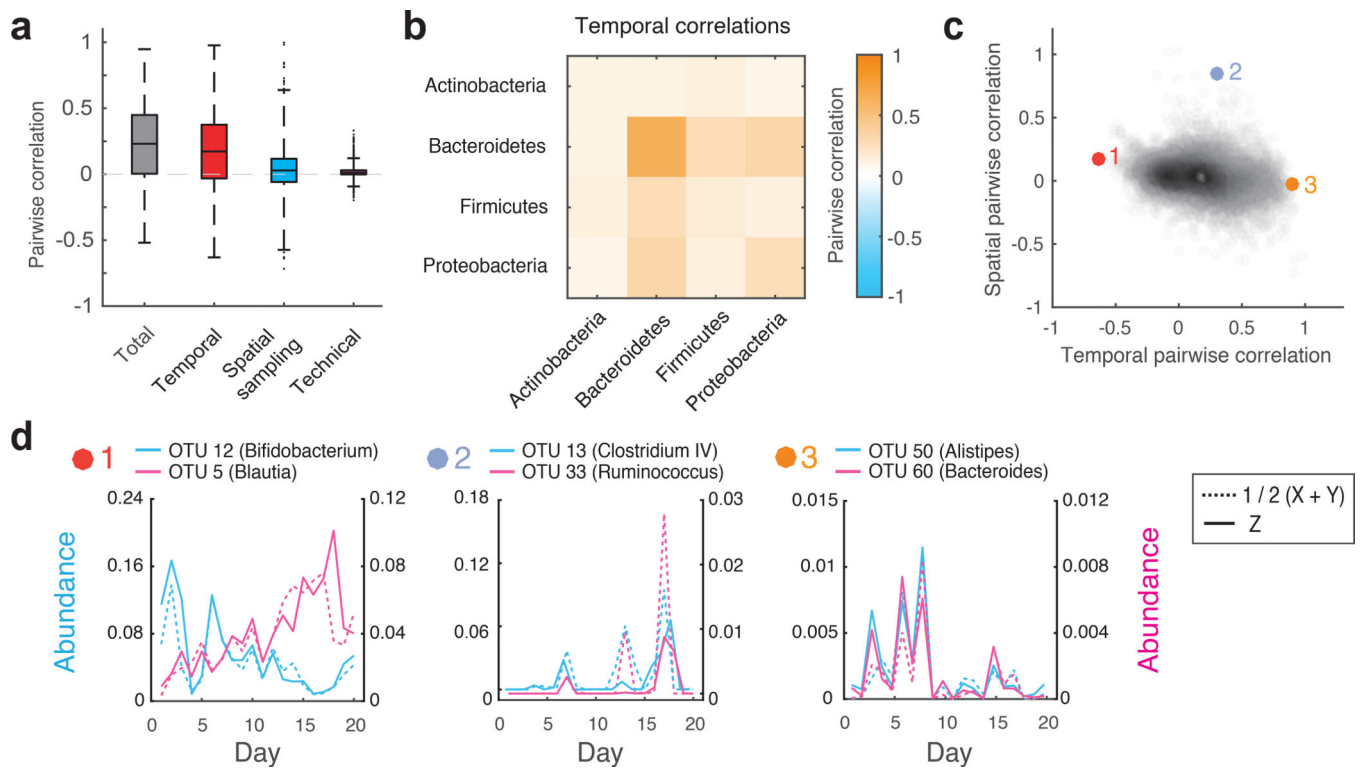 a
Pairwise correlation
1
0.5
0
-0.5
-1
Total
Temporal
Spatial
sampling
Technical
b
Temporal correlations
Actinobacteria
Bacteroidetes
Firmicutes
Proteobacteria
Actinobacteria
Bacteroidetes
Firmicutes
Proteobacteria
Pairwise correlation
1
0.5
0
-0.5
-1
c
Spatial pairwise correlation
1
0.5
0
-0.5
-1
-1 -0.5 0 0.5 1
Temporal pairwise correlation
1
2
3
d
1
OTU 12 (Bifidobacterium)
OTU 5 (Blautia)
Abundance
0.24
0.16
0.08
0
0.12
0.08
0.04
0
0 5 10 15 20
Day
2
OTU 13 (Clostridium IV)
OTU 33 (Ruminococcus)
0.18
0.12
0.06
0
0.03
0.02
0.01
0
0 5 10 15 20
Day
3
OTU 50 (Alistipes)
OTU 60 (Bacteroides)
0.015
0.01
0.005
0
0.012
0.008
0.004
0
0 5 10 15 20
Day
Abundance
1 / 2 (X + Y)
Z